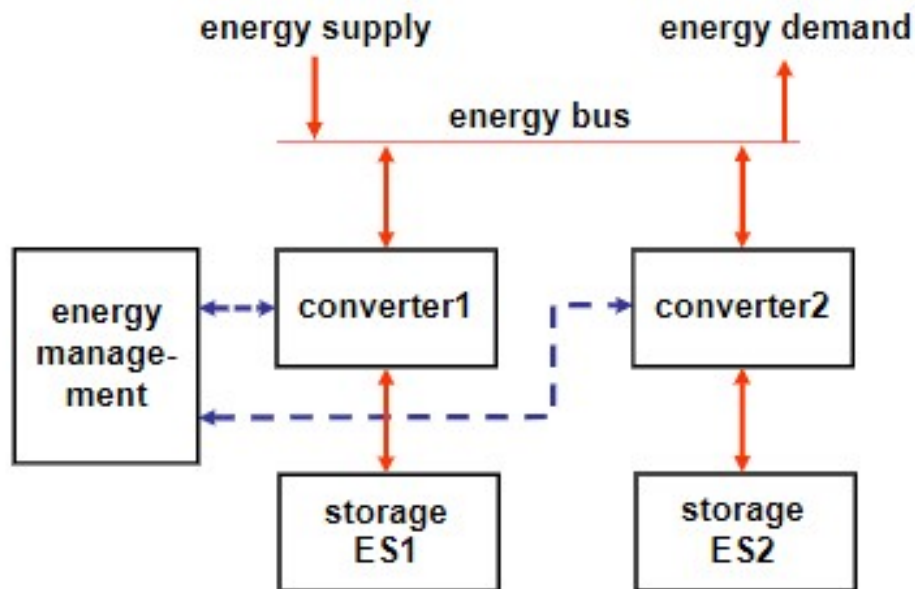 energy supply
energy demand
energy bus
energy
manage-
ment
converter1
converter2
storage
ES1
storage
ES2